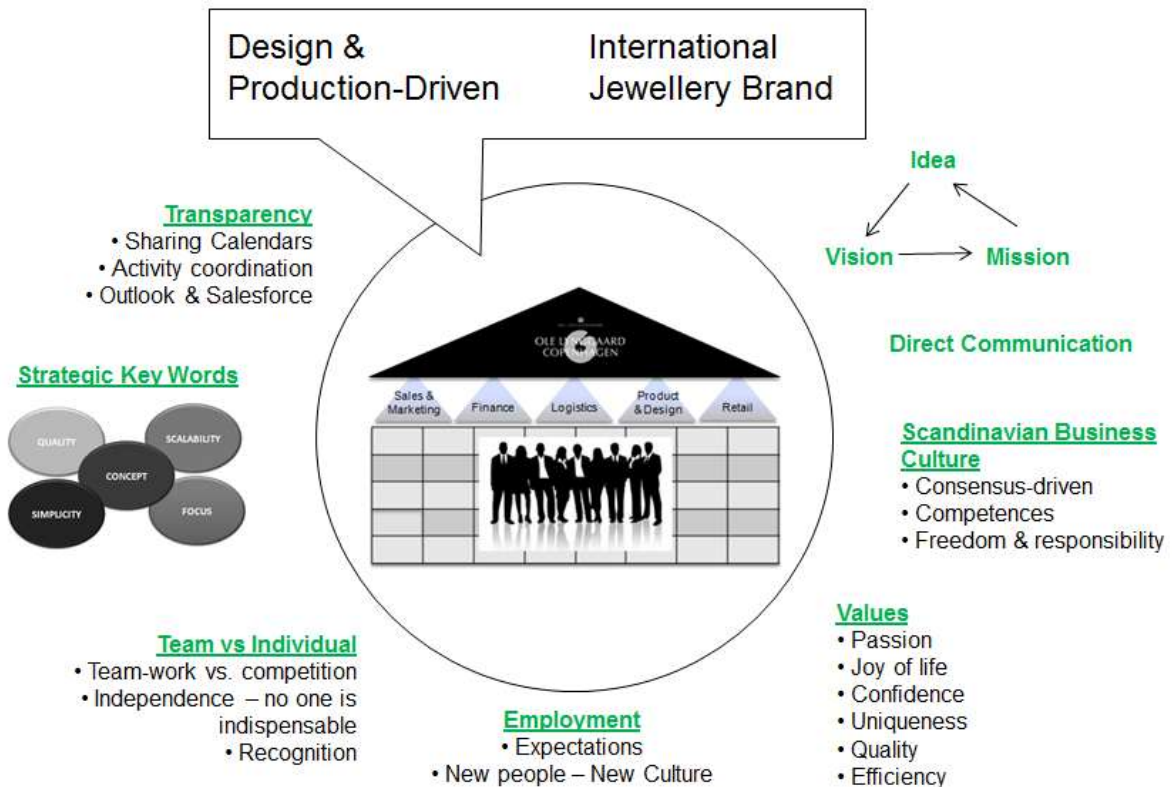 Design &
Production-Driven
International
Jewellery Brand
Idea
Vision
Mission
Transparency
• Sharing Calendars
• Activity coordination
• Outlook & Salesforce
Direct Communication
OLE LYNGGAARD
COPENHAGEN
Sales &
Marketing
Finance
Logistics
Product
& Design
Retail
Strategic Key Words
QUALITY
SCALABILITY
CONCEPT
SIMPLICITY
FOCUS
Scandinavian Business
Culture
• Consensus-driven
• Competences
• Freedom & responsibility
Team vs Individual
• Team-work vs. competition
• Independence – no one is
indispensable
• Recognition
Employment
• Expectations
• New people – New Culture
Values
• Passion
• Joy of life
• Confidence
• Uniqueness
• Quality
• Efficiency